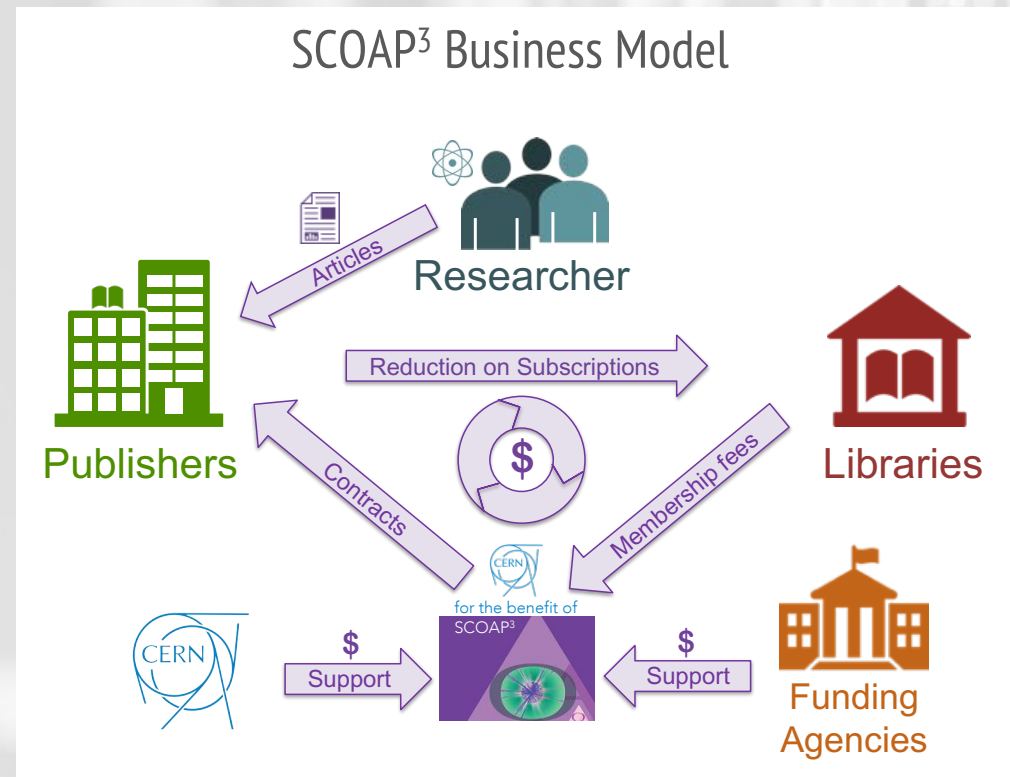 SCOAP³ Business Model
Articles
Researcher
Reduction on Subscriptions
$
Publishers
Libraries
Contracts
Membership fees
CERN
for the benefit of
SCOAP³
CERN
$
Support
$
Support
Funding
Agencies